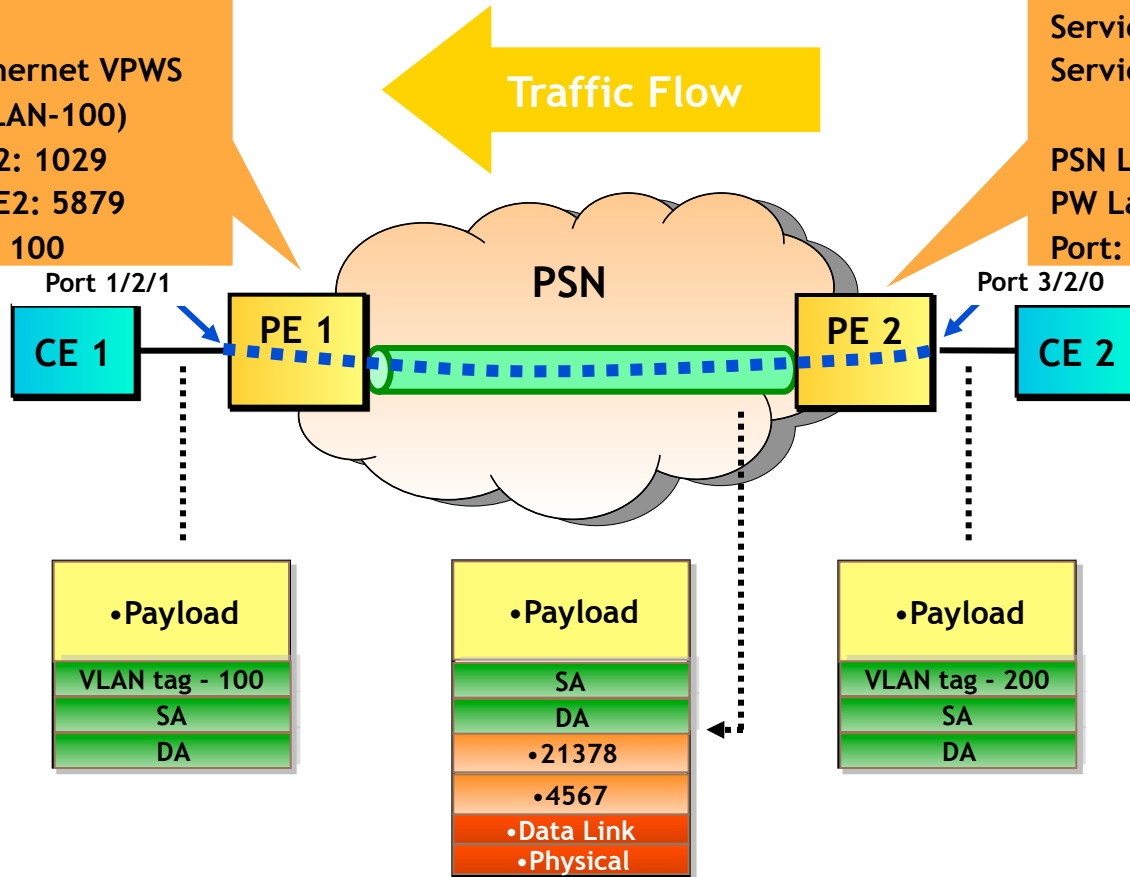 hernet VPWS
LAN-100)
2: 1029
E2: 5879
100
Traffic Flow
Servic
Servic
PSN L
PW La
Port:
Port 1/2/1
PSN
Port 3/2/0
CE 1
PE 1
PE 2
CE 2
•Payload
VLAN tag - 100
SA
DA
•Payload
SA
DA
•21378
•4567
•Data Link
•Physical
•Payload
VLAN tag - 200
SA
DA